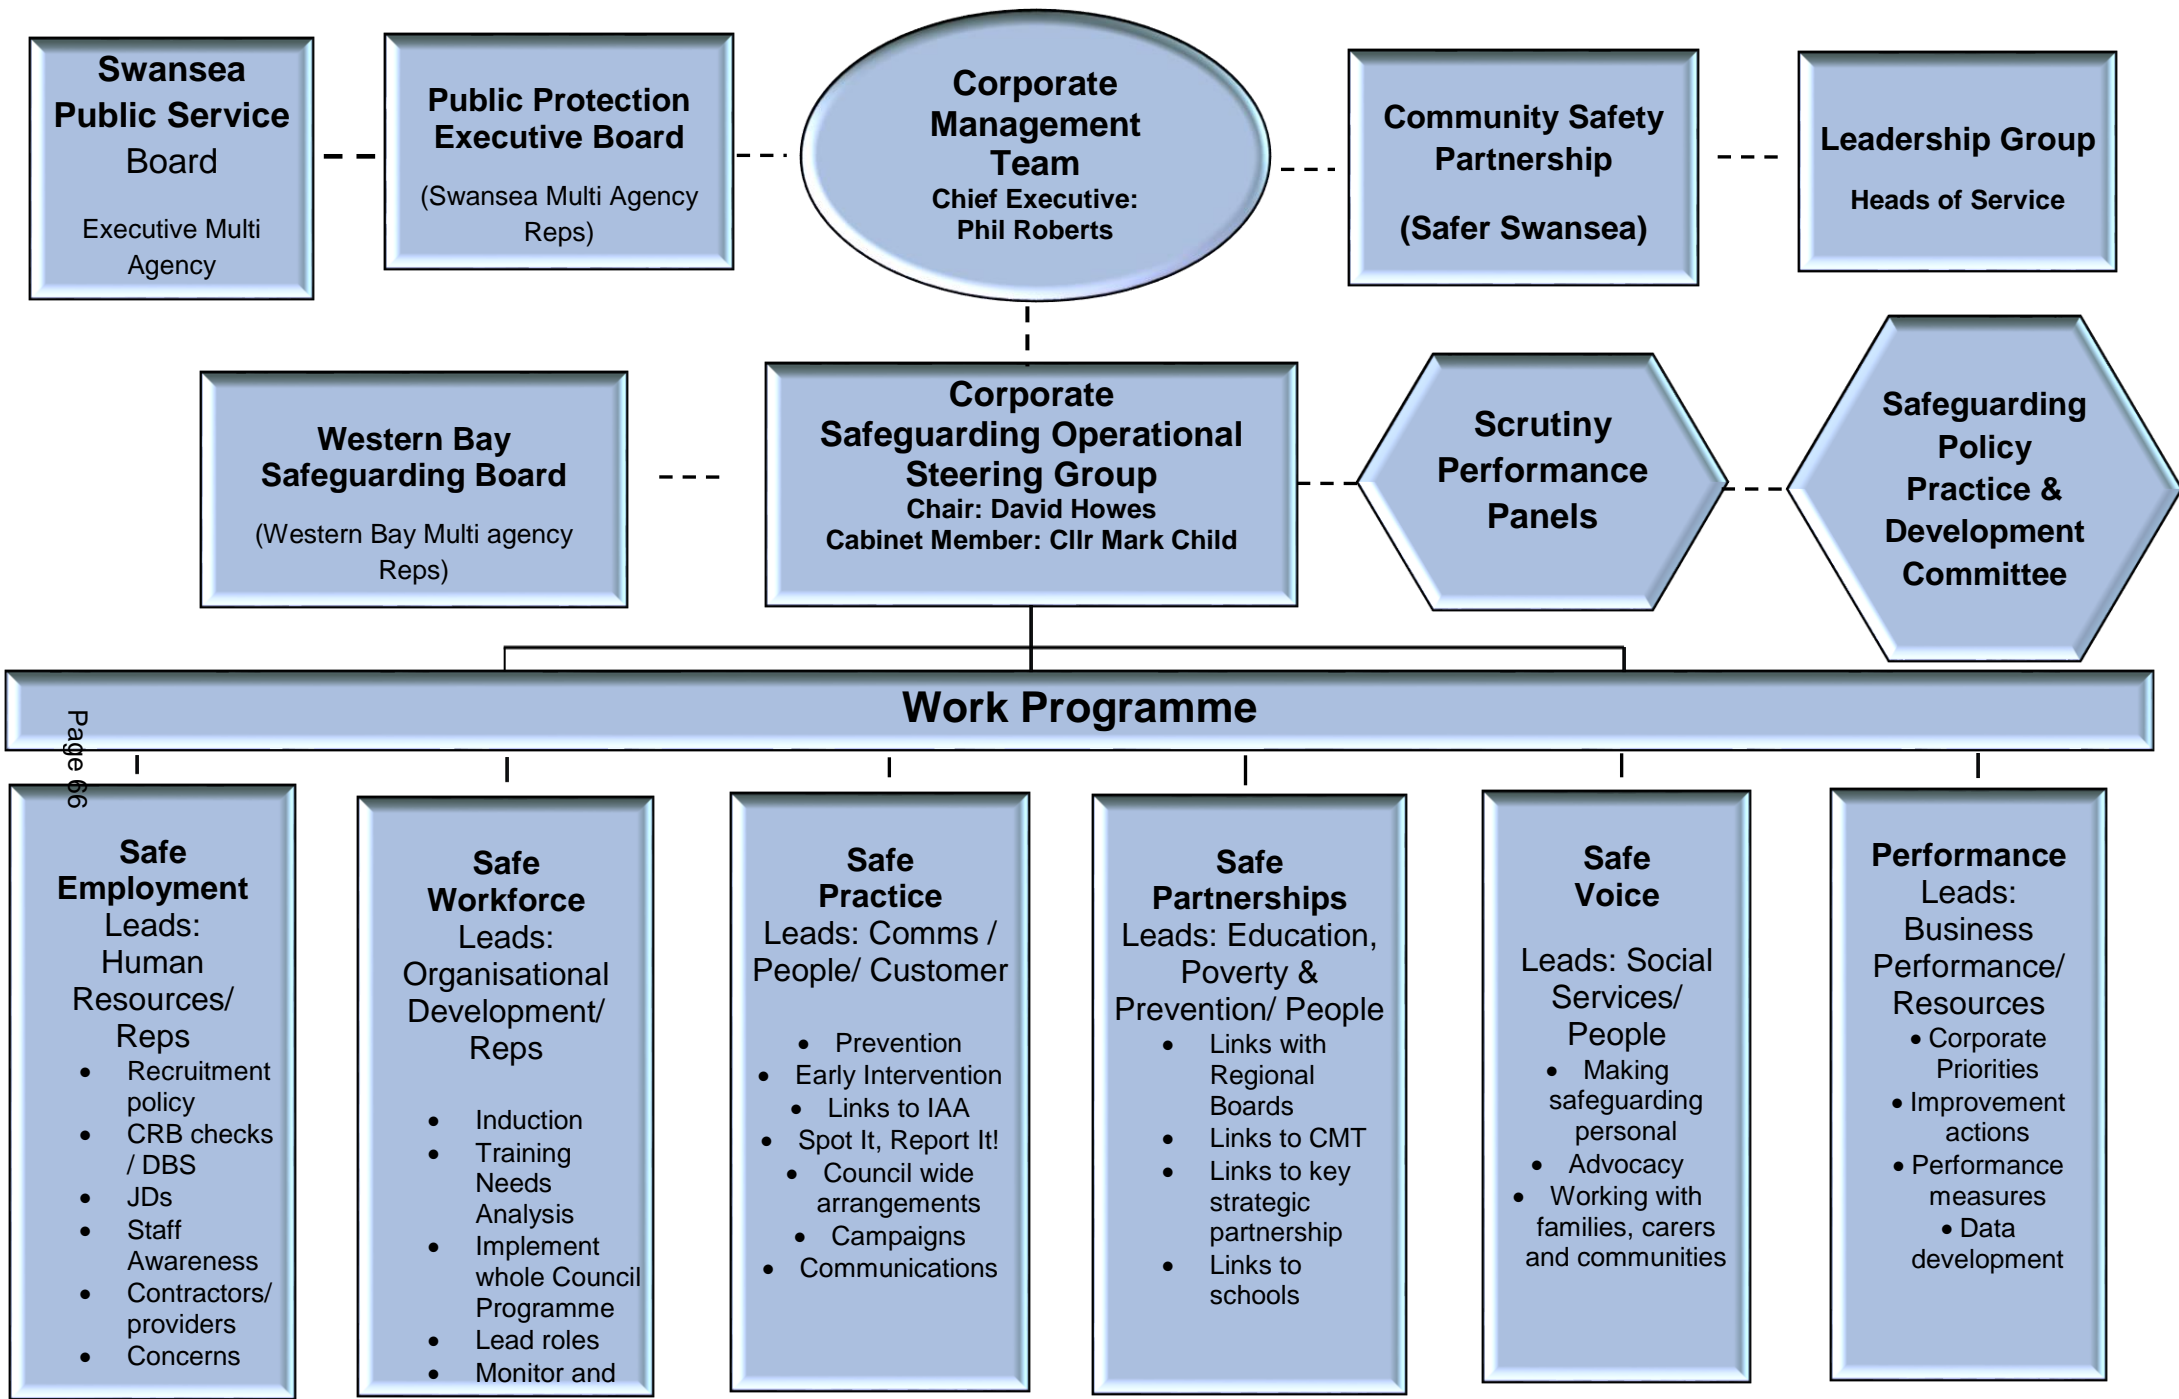 Swansea
Public Service
Board
Executive Multi
Agency
Public Protection
Executive Board
(Swansea Multi Agency
Reps)
Corporate
Management
Team
Chief Executive:
Phil Roberts
Community Safety
Partnership
(Safer Swansea)
Leadership Group
Heads of Service
Western Bay
Safeguarding Board
(Western Bay Multi agency
Reps)
Corporate
Safeguarding Operational
Steering Group
Chair: David Howes
Cabinet Member: Cllr Mark Child
Scrutiny
Performance
Panels
Safeguarding
Policy
Practice &
Development
Committee
Work Programme
Page 66
Safe
Employment
Leads:
Human
Resources/
Reps
• Recruitment
policy
• CRB checks
/ DBS
• JDs
• Staff
Awareness
• Contractors/
providers
• Concerns
Safe
Workforce
Leads:
Organisational
Development/
Reps
• Induction
• Training
Needs
Analysis
• Implement
whole Council
Programme
• Lead roles
• Monitor and
Safe
Practice
Leads: Comms /
People/ Customer
• Prevention
• Early Intervention
• Links to IAA
• Spot It, Report It!
• Council wide
arrangements
• Campaigns
• Communications
Safe
Partnerships
Leads: Education,
Poverty &
Prevention/ People
• Links with
Regional
Boards
• Links to CMT
• Links to key
strategic
partnership
• Links to
schools
Safe
Voice
Leads: Social
Services/
People
• Making
safeguarding
personal
• Advocacy
• Working with
families, carers
and communities
Performance
Leads:
Business
Performance/
Resources
• Corporate
Priorities
• Improvement
actions
• Performance
measures
• Data
development